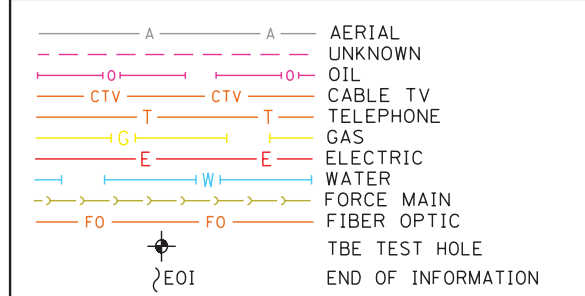 A A AERIAL
UNKNOWN
O O OIL
CTV CTV CABLE TV
T T TELEPHONE
G GAS
E E ELECTRIC
W WATER
FORCE MAIN
FO FO FIBER OPTIC
TBE TEST HOLE
EOI END OF INFORMATION